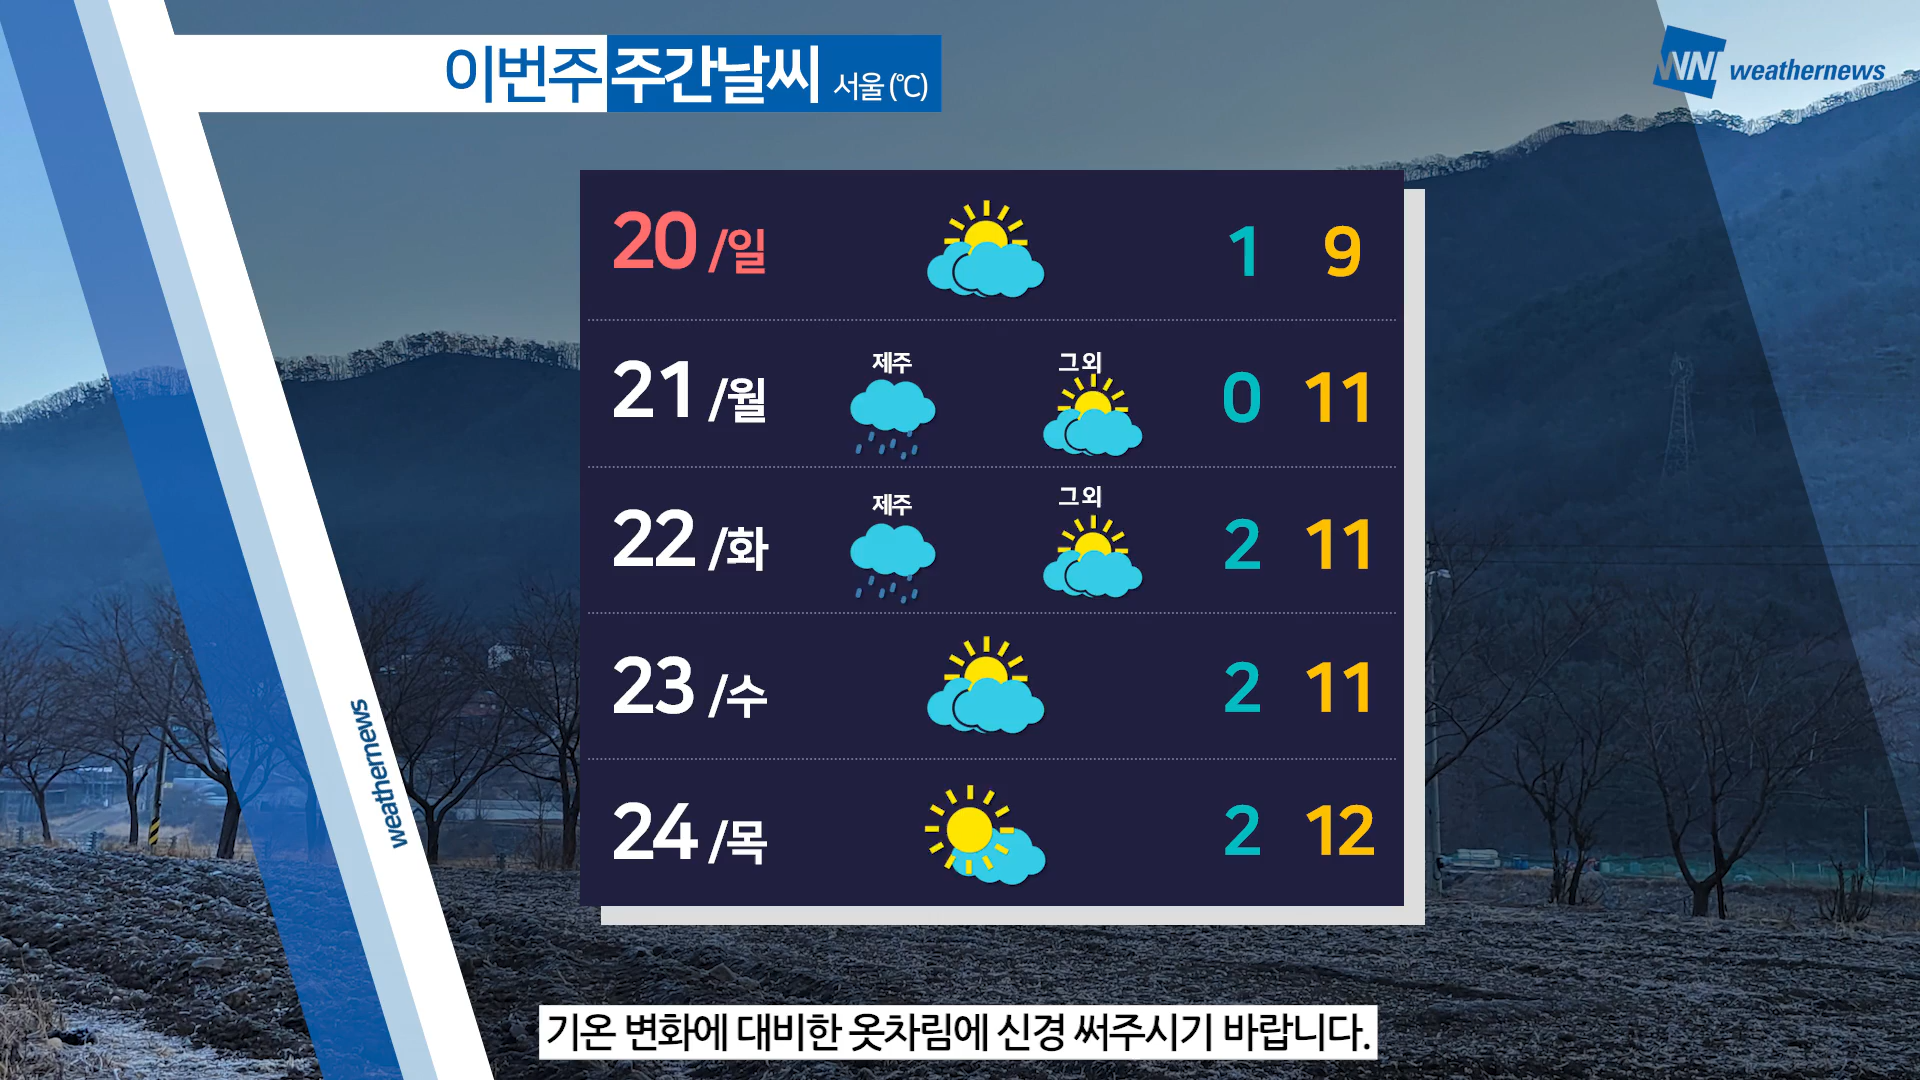 이번주 주간날씨 서울 (℃)
WNI weathernews
20 /일 1 9
제주 그 외
21 /월 0 11
제주 그 외
22 /화 2 11
23 /수 2 11
24 /목 2 12
weathernews
기온 변화에 대비한 옷차림에 신경 써주시기 바랍니다.